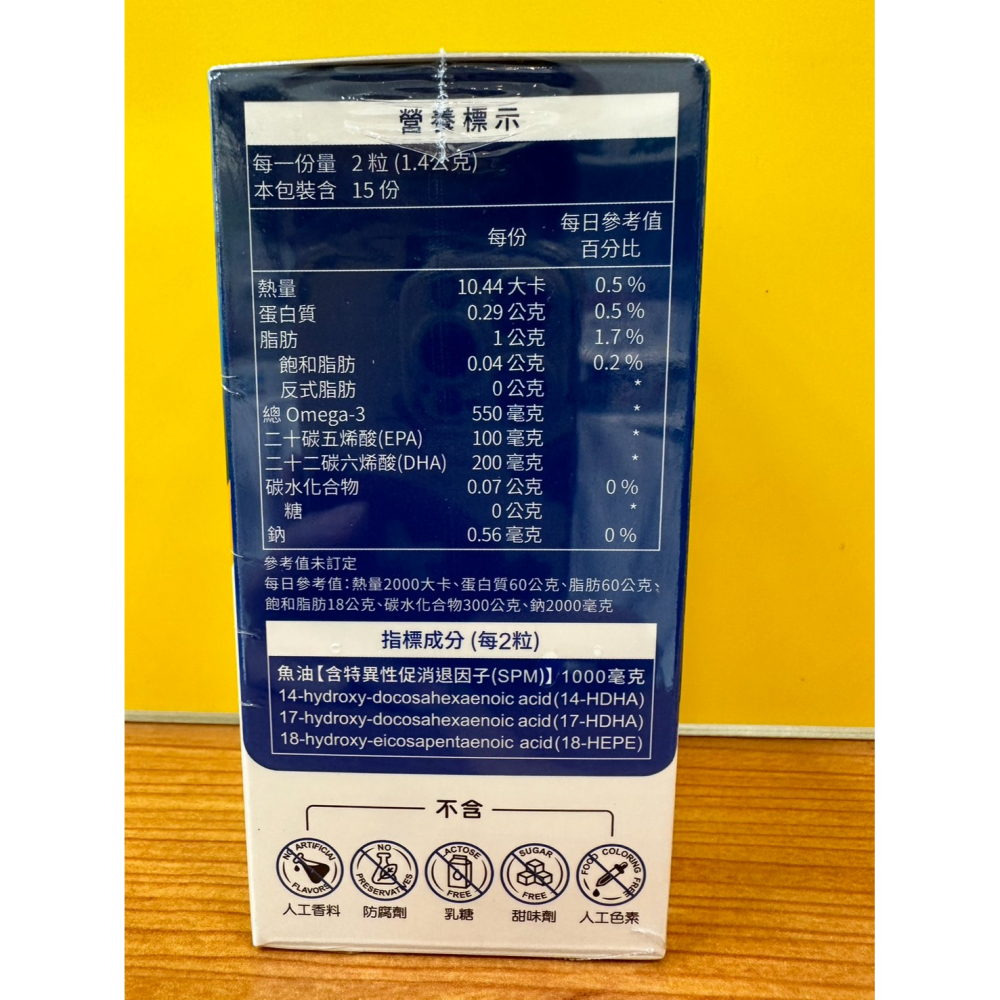 營養標示
每一份量 2 粒 (1.4公克)
本包裝含 15 份
每份 每日參考值
百分比
熱量 10.44 大卡 0.5 %
蛋白質 0.29 公克 0.5 %
脂肪 1 公克 1.7 %
飽和脂肪 0.04 公克 0.2 %
反式脂肪 0 公克 *
總 Omega-3 550 毫克 *
二十碳五烯酸(EPA) 100 毫克 *
二十二碳六烯酸(DHA) 200 毫克 *
碳水化合物 0.07 公克 0 %
糖 0 公克 *
鈉 0.56 毫克 0 %
參考值未訂定
每日參考值：熱量2000大卡、蛋白質60公克、脂肪60公克、
飽和脂肪18公克、碳水化合物300公克、鈉2000毫克
指標成分 (每2粒)
魚油【含特異性促消退因子(SPM)】 1000毫克
14-hydroxy-docosahexaenoic acid (14-HDHA)
17-hydroxy-docosahexaenoic acid (17-HDHA)
18-hydroxy-eicosapentaenoic acid (18-HEPE)
不含
NO ARTIFICIAL FLAVORS
NO PRESERVATIVES
LACTOSE FREE
SUGAR FREE
FOOD COLORING FREE
人工香料 防腐劑 乳糖 甜味劑 人工色素